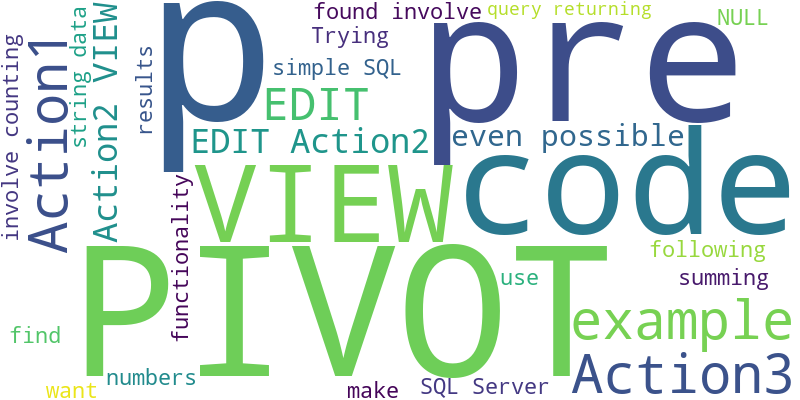 found involve
query returning
NULL
Trying
p
pre
simple SQL
EDIT
EDIT Action2
even possible
VIEW
code
involve counting
Action1
string data
Action2 VIEW
results
functionality
PIVOT
following
use
summing
example
find
numbers
want
make
SQL Server
Action3